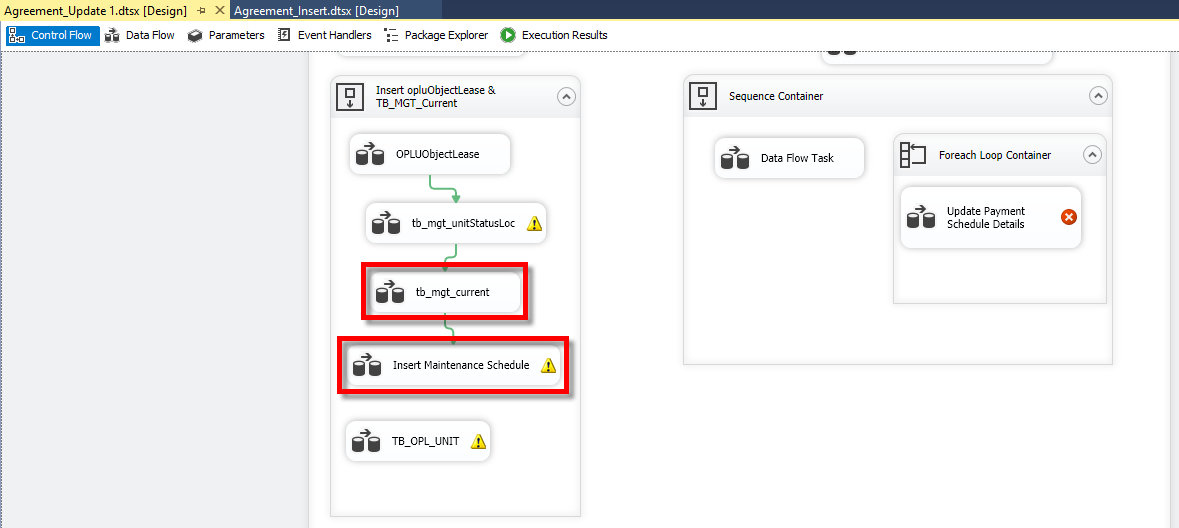 Agreement_Update 1.dtsx [Design]
Agreement_Insert.dtsx [Design]
Control Flow
Data Flow
Parameters
Event Handlers
Package Explorer
Execution Results
Insert opluObjectLease &
TB_MGT_Current
OPLUObjectLease
tb_mgt_unitStatusLoc
tb_mgt_current
Insert Maintenance Schedule
TB_OPL_UNIT
Sequence Container
Data Flow Task
Foreach Loop Container
Update Payment
Schedule Details